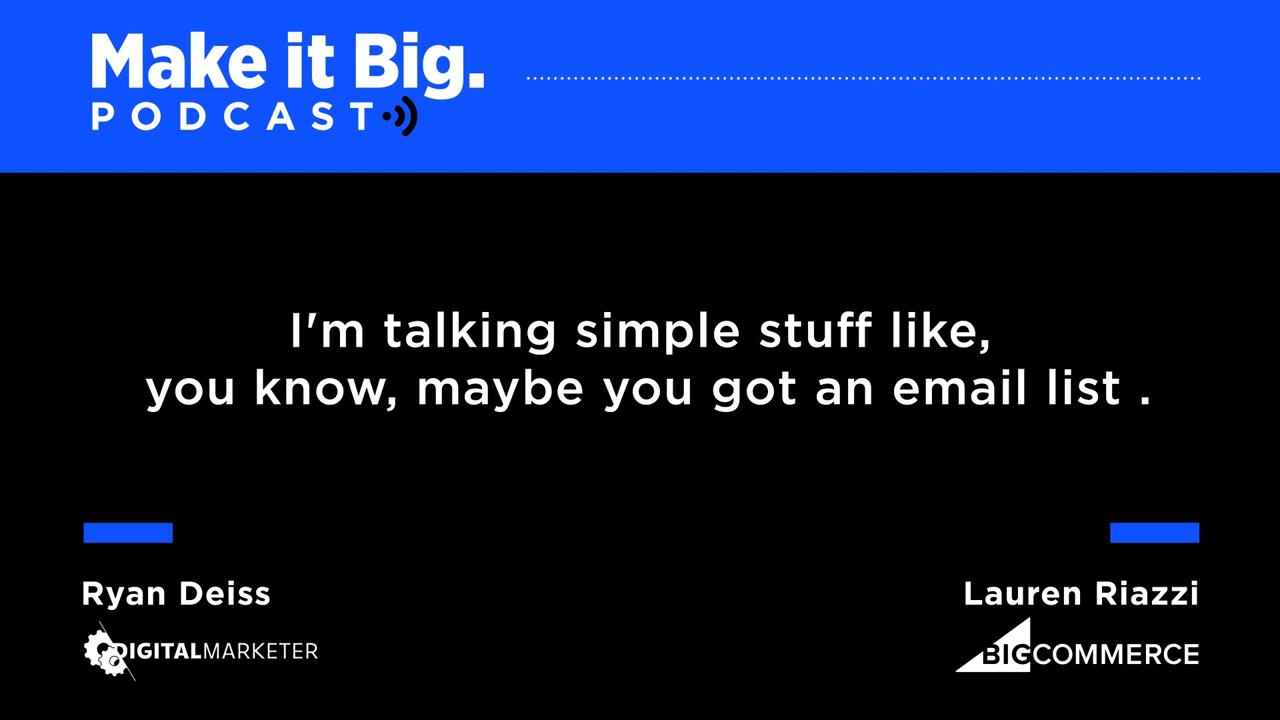 Make it Big.
PODCAST
I'm talking simple stuff like,
you know, maybe you got an email list .
Ryan Deiss
Lauren Riazzi
DIGITALMARKETER
BIGCOMMERCE